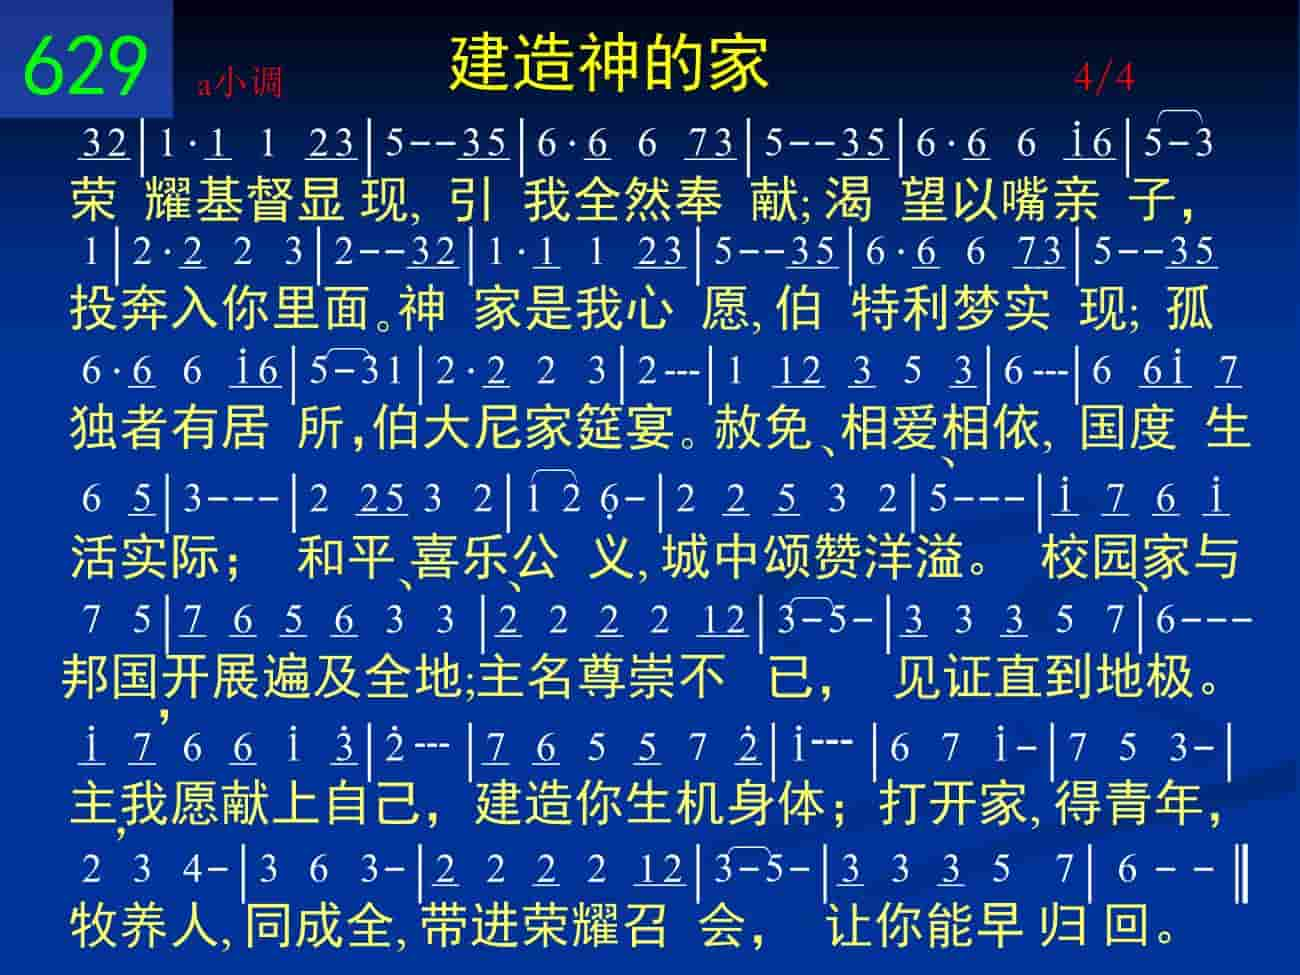 629 a小调 建造神的家 4/4
32|1·1 1 23|5--35|6·6 6 73|5--35|6·6 6 i6|5-3
荣 耀基督显 现, 引 我全然奉 献; 渴 望以嘴亲 子，
1|2·2 2 3|2--32|1·1 1 23|5--35|6·6 6 73|5--35
投奔入你里面。神 家是我心 愿, 伯 特利梦实 现; 孤
6·6 6 i6|5-31|2·2 2 3|2---|1 12 3 5 3|6---|6 6i 7
独者有居 所，伯大尼家筵宴。赦免、相爱、相依, 国度 生
6 5|3---|2 25 3 2|1 2 6̣-|2 2 5 3 2|5---|i 7 6 i
活实际； 和平、喜乐、公 义, 城中颂赞洋溢。 校园、家与
7 5|7 6 5 6 3 3|2 2 2 2 12|3-5-|3 3 3 5 7|6---
邦国，开展遍及全地;主名尊崇不 已， 见证直到地极。
i 7 6 6 i 3̇|2̇---|7 6 5 5 7 2̇|i---|6 7 i-|7 5 3-|
主，我愿献上自己，建造你生机身体；打开家, 得青年，
2 3 4-|3 6 3-|2 2 2 2 12|3-5-|3 3 3 5 7|6 - -‖
牧养人, 同成全, 带进荣耀召 会， 让你能早 归 回。